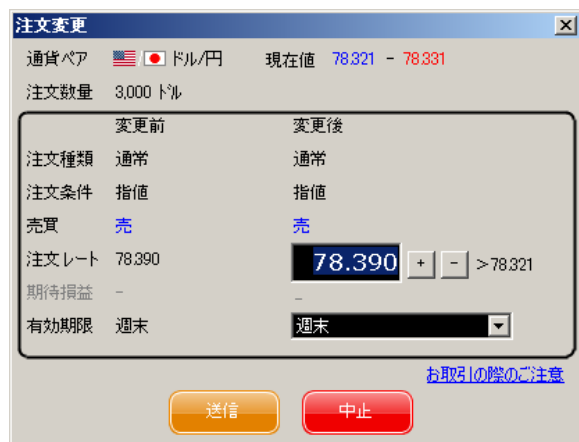 注文変更
通貨ペア ドル/円 現在値 78.321 - 78.331
注文数量 3,000 ドル
変更前 変更後
注文種類 通常 通常
注文条件 指値 指値
売買 売 売
注文レート 78.390 78.390 + - >78.321
期待損益 - -
有効期限 週末 週末
お取引の際のご注意
送信 中止